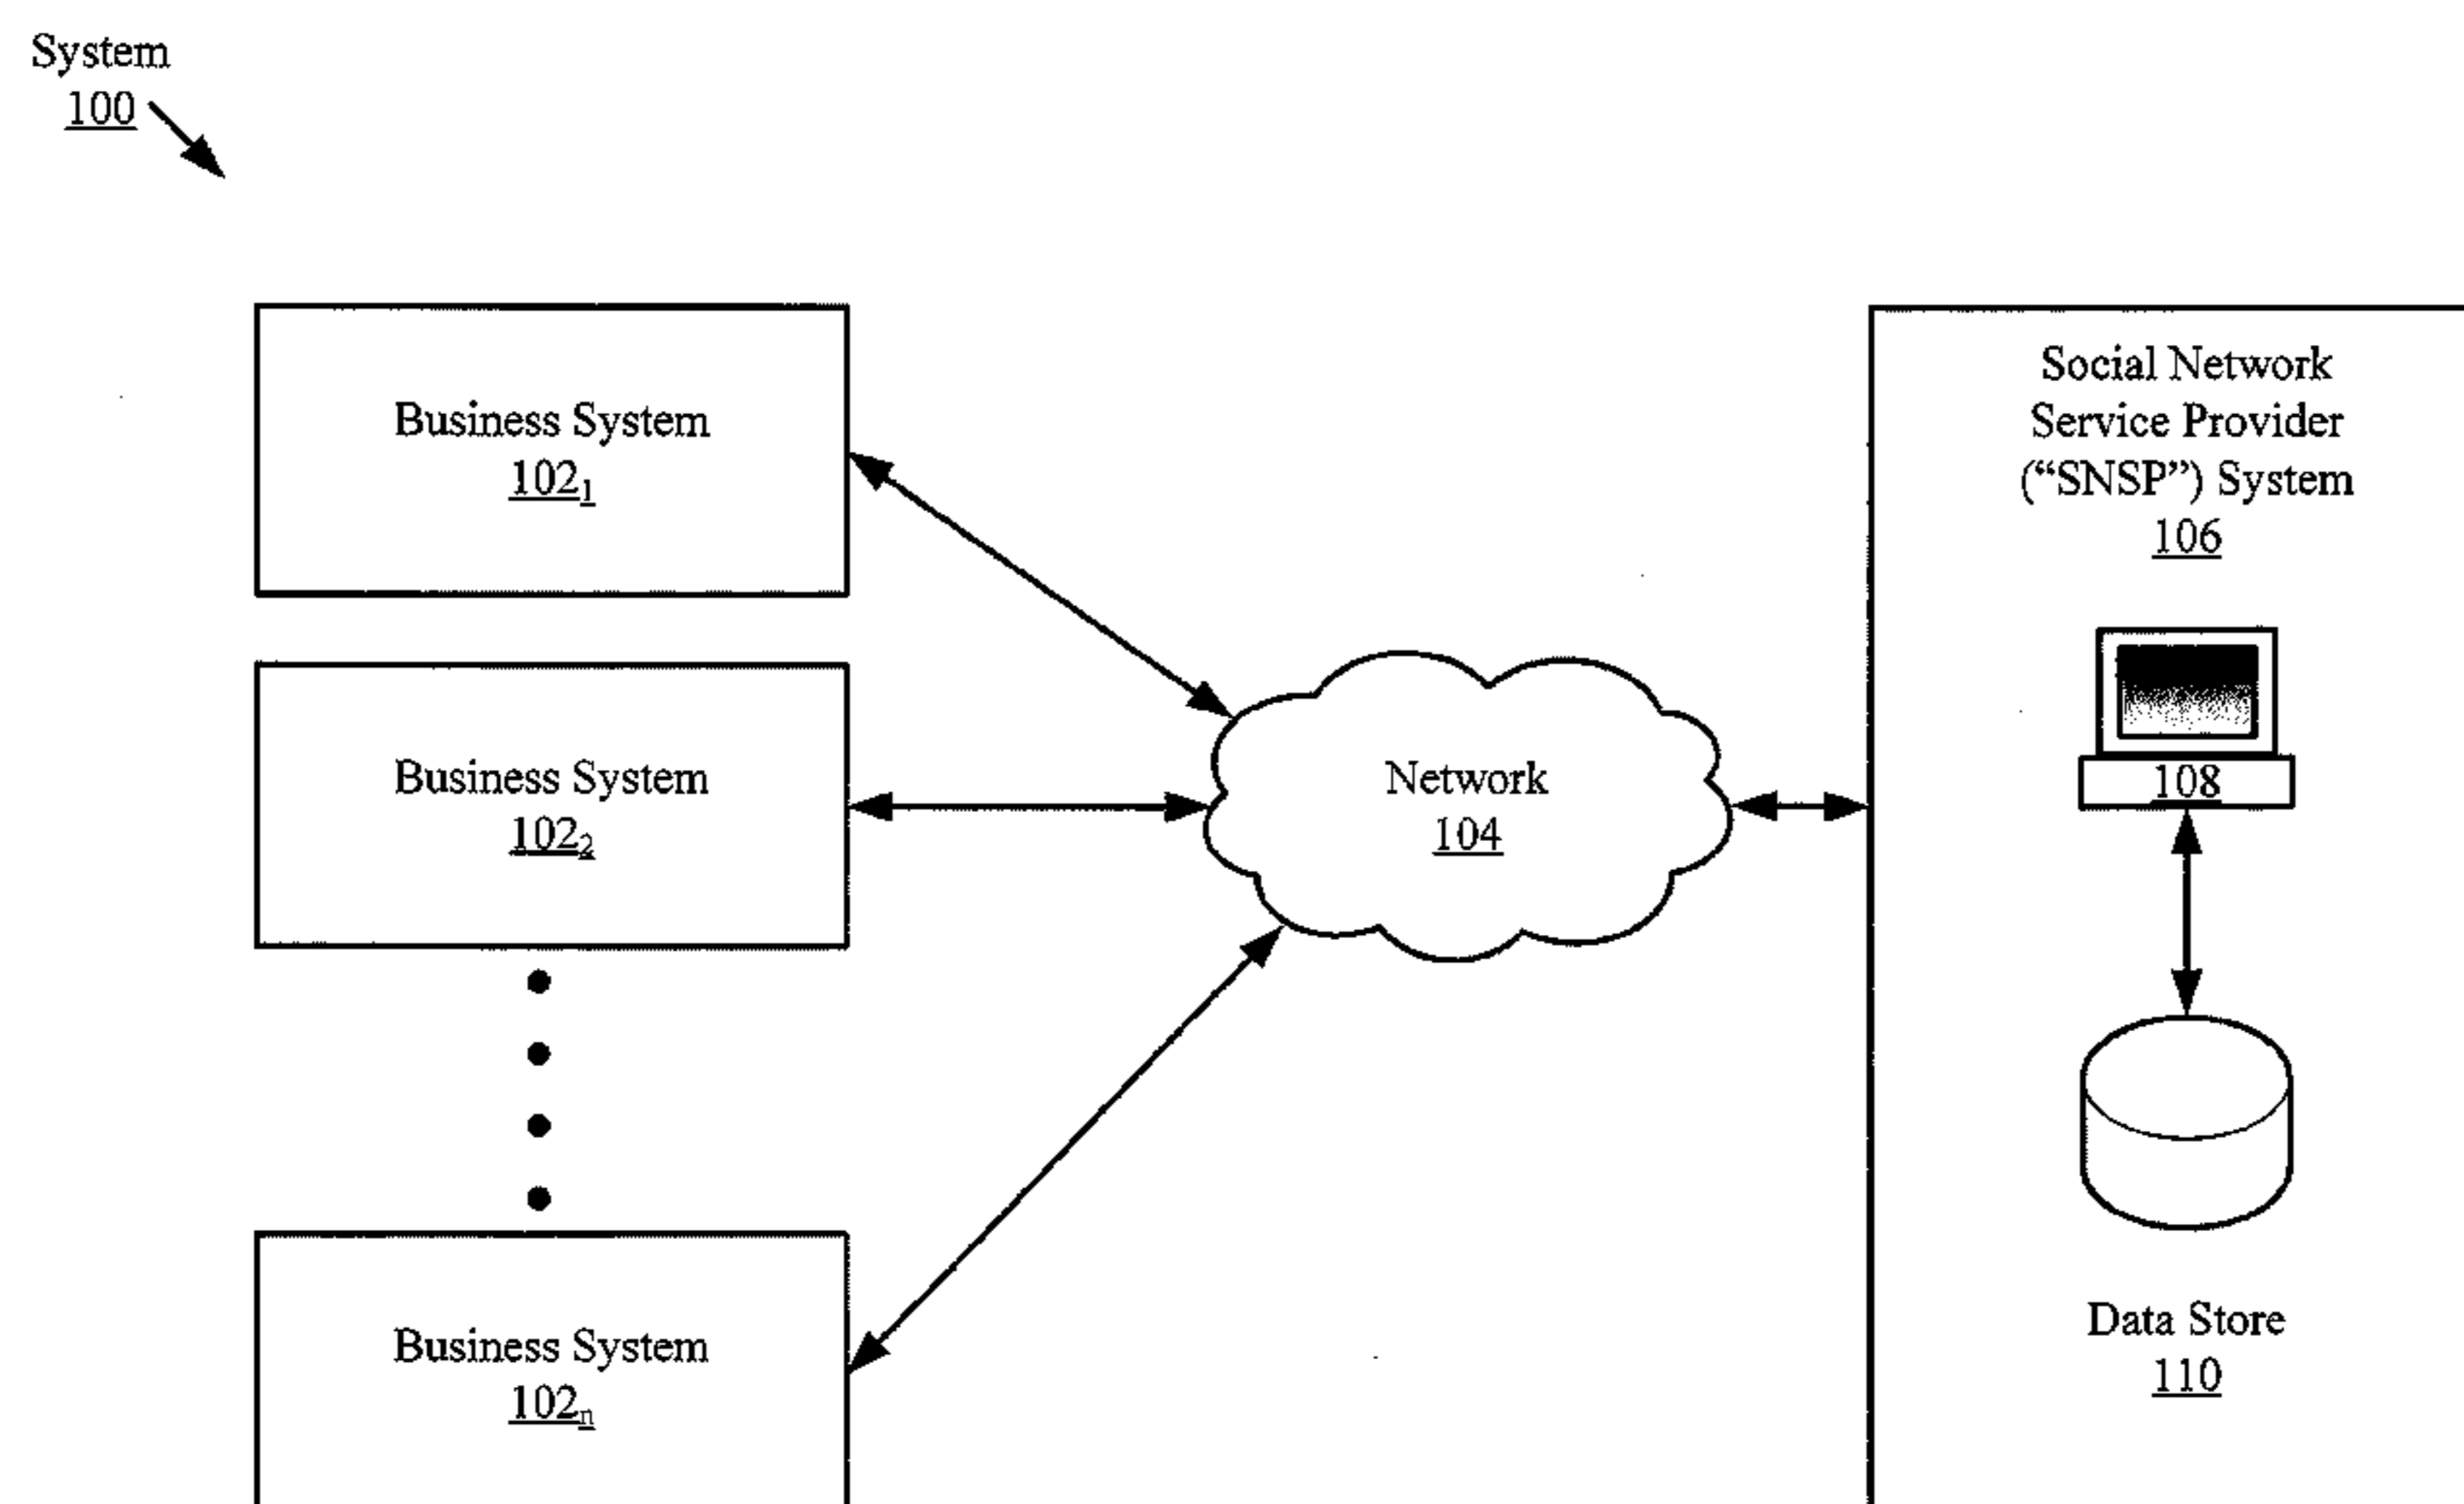 System
100
Business System
102₁
Business System
102₂
Business System
102ₙ
Network
104
Social Network
Service Provider
(“SNSP”) System
106
108
Data Store
110